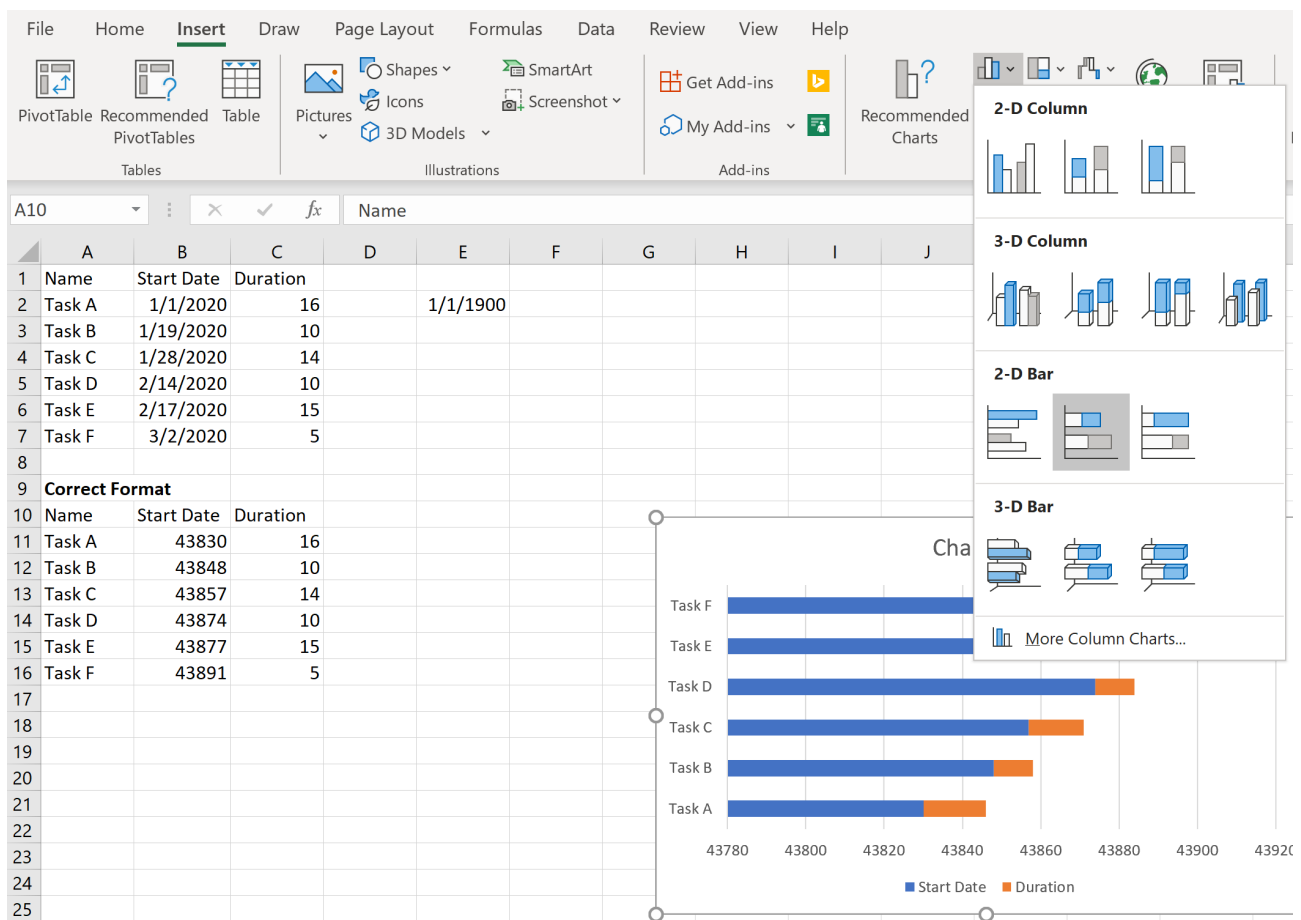 File Home Insert Draw Page Layout Formulas Data Review View Help
PivotTable Recommended PivotTables Table
Tables
Pictures Shapes Icons 3D Models SmartArt Screenshot
Illustrations
Get Add-ins
My Add-ins
Add-ins
Recommended Charts
A10 fx Name
A B C D E F G H I J
1 Name Start Date Duration
2 Task A 1/1/2020 16 1/1/1900
3 Task B 1/19/2020 10
4 Task C 1/28/2020 14
5 Task D 2/14/2020 10
6 Task E 2/17/2020 15
7 Task F 3/2/2020 5
8
9 Correct Format
10 Name Start Date Duration
11 Task A 43830 16
12 Task B 43848 10
13 Task C 43857 14
14 Task D 43874 10
15 Task E 43877 15
16 Task F 43891 5
17
18
19
20
21
22
23
24
25
2-D Column
3-D Column
2-D Bar
3-D Bar
More Column Charts...
Cha
Task F
Task E
Task D
Task C
Task B
Task A
43780 43800 43820 43840 43860 43880 43900 4392
Start Date Duration